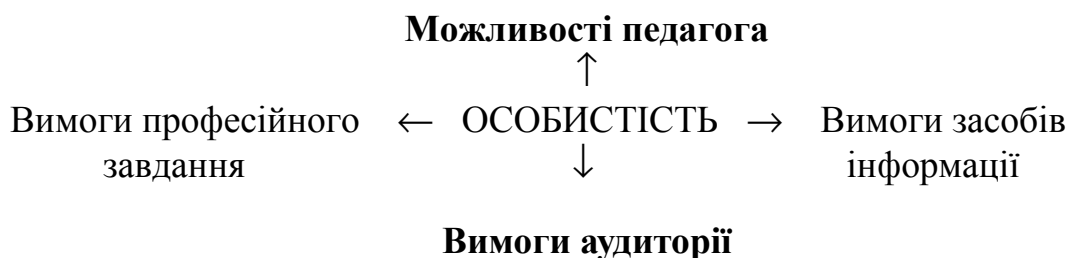 Можливості педагога
↑
Вимоги професійного ← ОСОБИСТІСТЬ → Вимоги засобів
завдання ↓ інформації
Вимоги аудиторії